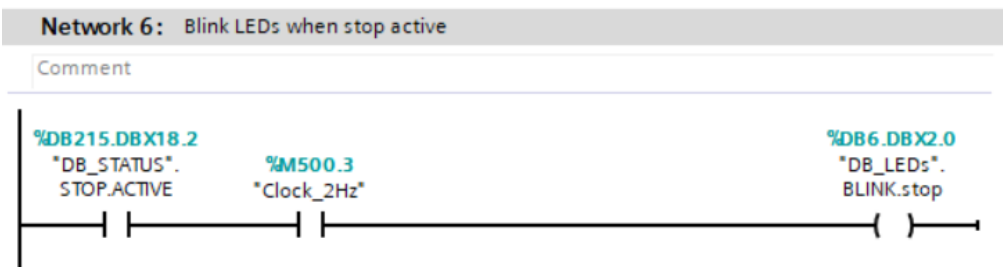 Network 6: Blink LEDs when stop active
Comment
%DB215.DBX18.2
"DB_STATUS".
STOP.ACTIVE
%M500.3
"Clock_2Hz"
%DB6.DBX2.0
"DB_LEDs".
BLINK.stop